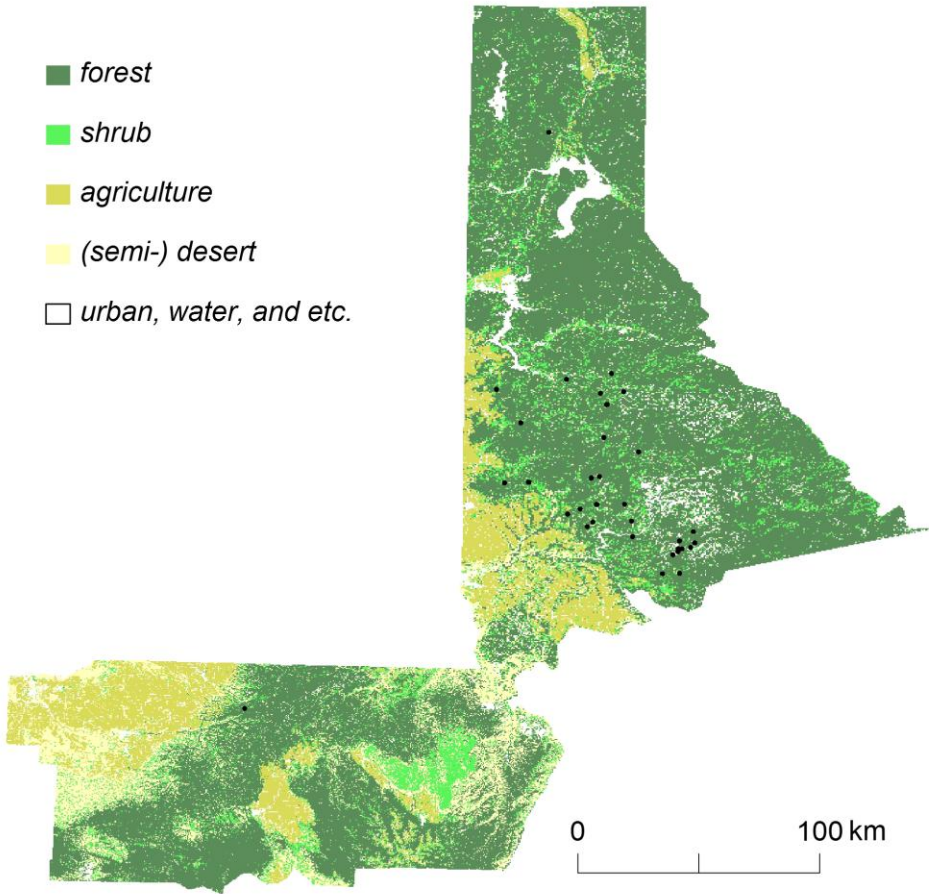 forest
shrub
agriculture
(semi-) desert
urban, water, and etc.
0 100 km